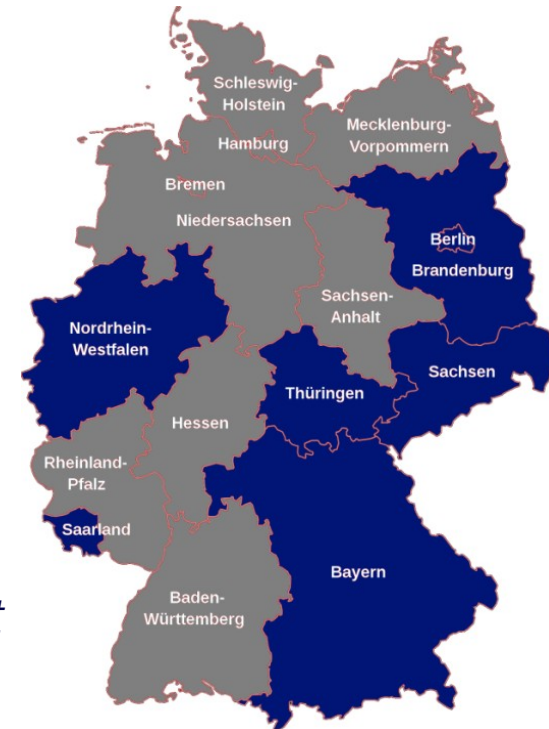 Schleswig-
Holstein
Mecklenburg-
Vorpommern
Hamburg
Bremen
Niedersachsen
Berlin
Brandenburg
Sachsen-
Anhalt
Nordrhein-
Westfalen
Sachsen
Thüringen
Hessen
Rheinland-
Pfalz
Saarland
Bayern
Baden-
Württemberg